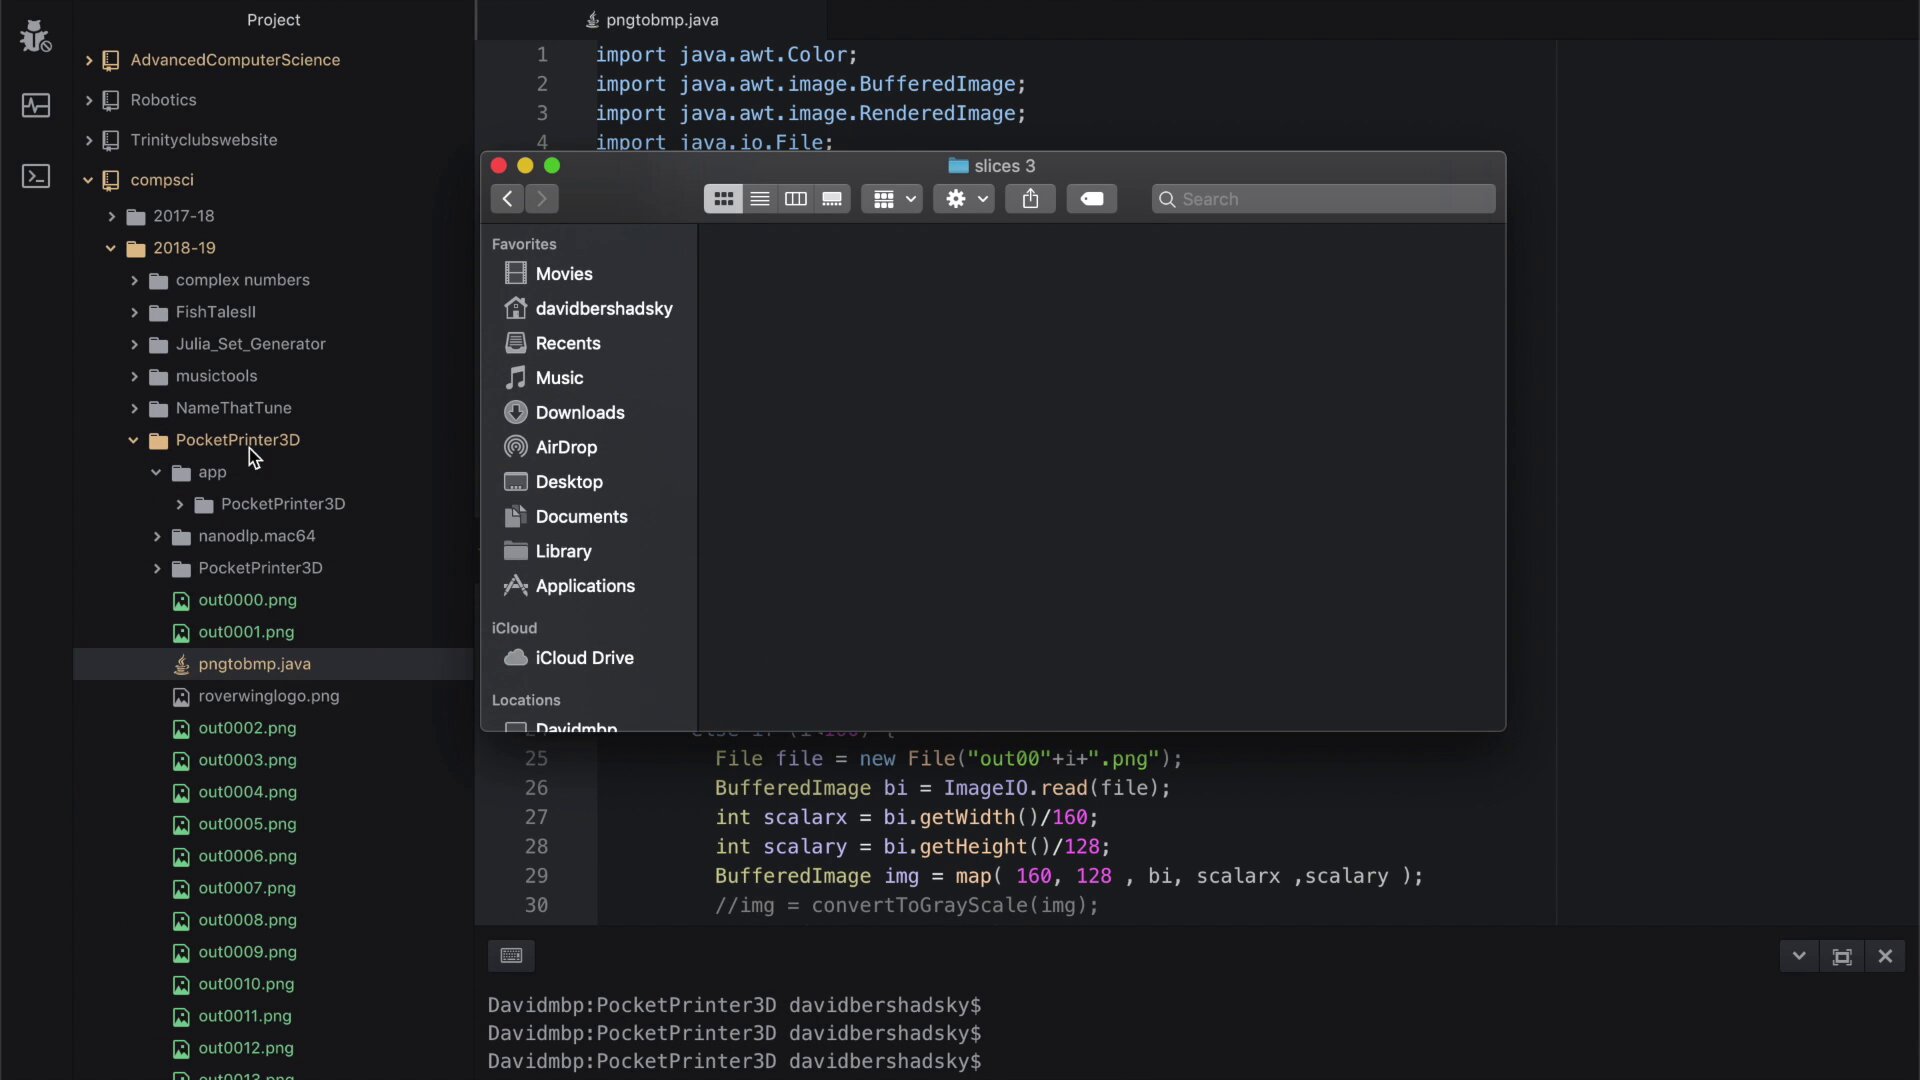 Project
AdvancedComputerScience
Robotics
Trinityclubswebsite
compsci
2017-18
2018-19
complex numbers
FishTalesII
Julia_Set_Generator
musictools
NameThatTune
PocketPrinter3D
app
PocketPrinter3D
nanodlp.mac64
PocketPrinter3D
out0000.png
out0001.png
pngtobmp.java
roverwinglogo.png
out0002.png
out0003.png
out0004.png
out0005.png
out0006.png
out0007.png
out0008.png
out0009.png
out0010.png
out0011.png
out0012.png
out0013.png
pngtobmp.java
1 import java.awt.Color;
2 import java.awt.image.BufferedImage;
3 import java.awt.image.RenderedImage;
4 import java.io.File;
slices 3
Search
Favorites
Movies
davidbershadsky
Recents
Music
Downloads
AirDrop
Desktop
Documents
Library
Applications
iCloud
iCloud Drive
Locations
Davidmbp
25 File file = new File("out00"+i+".png");
26 BufferedImage bi = ImageIO.read(file);
27 int scalarx = bi.getWidth()/160;
28 int scalary = bi.getHeight()/128;
29 BufferedImage img = map( 160, 128 , bi, scalarx ,scalary );
30 //img = convertToGrayScale(img);
Davidmbp:PocketPrinter3D davidbershadsky$
Davidmbp:PocketPrinter3D davidbershadsky$
Davidmbp:PocketPrinter3D davidbershadsky$